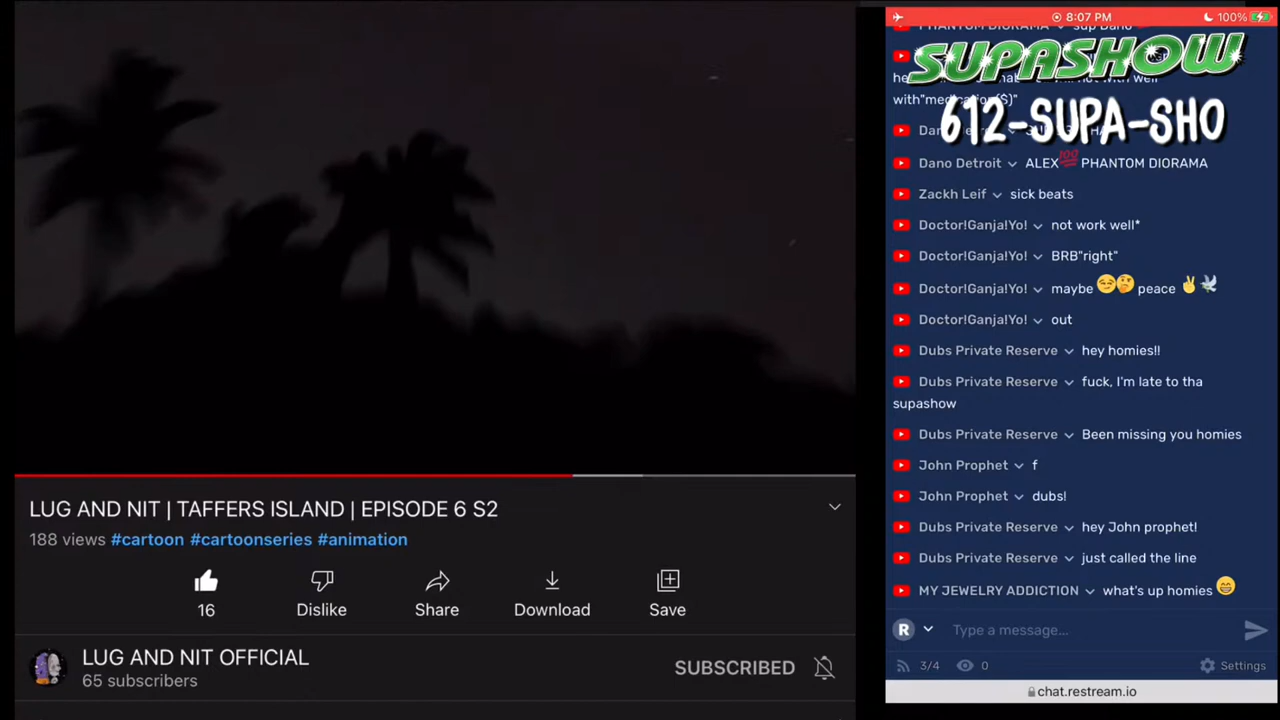 LUG AND NIT | TAFFERS ISLAND | EPISODE 6 S2
188 views #cartoon #cartoonseries #animation
16
Dislike
Share
Download
Save
LUG AND NIT OFFICIAL
65 subscribers
SUBSCRIBED
8:07 PM
100%
SUPASHOW
612-SUPA-SHO
Dano Detroit ALEX💯 PHANTOM DIORAMA
Zackh Leif sick beats
Doctor!Ganja!Yo! not work well*
Doctor!Ganja!Yo! BRB"right"
Doctor!Ganja!Yo! maybe 😏🤔 peace ✌️🕊️
Doctor!Ganja!Yo! out
Dubs Private Reserve hey homies!!
Dubs Private Reserve fuck, I'm late to tha
supashow
Dubs Private Reserve Been missing you homies
John Prophet f
John Prophet dubs!
Dubs Private Reserve hey John prophet!
Dubs Private Reserve just called the line
MY JEWELRY ADDICTION what's up homies 😁
R Type a message...
3/4 0 Settings
chat.restream.io